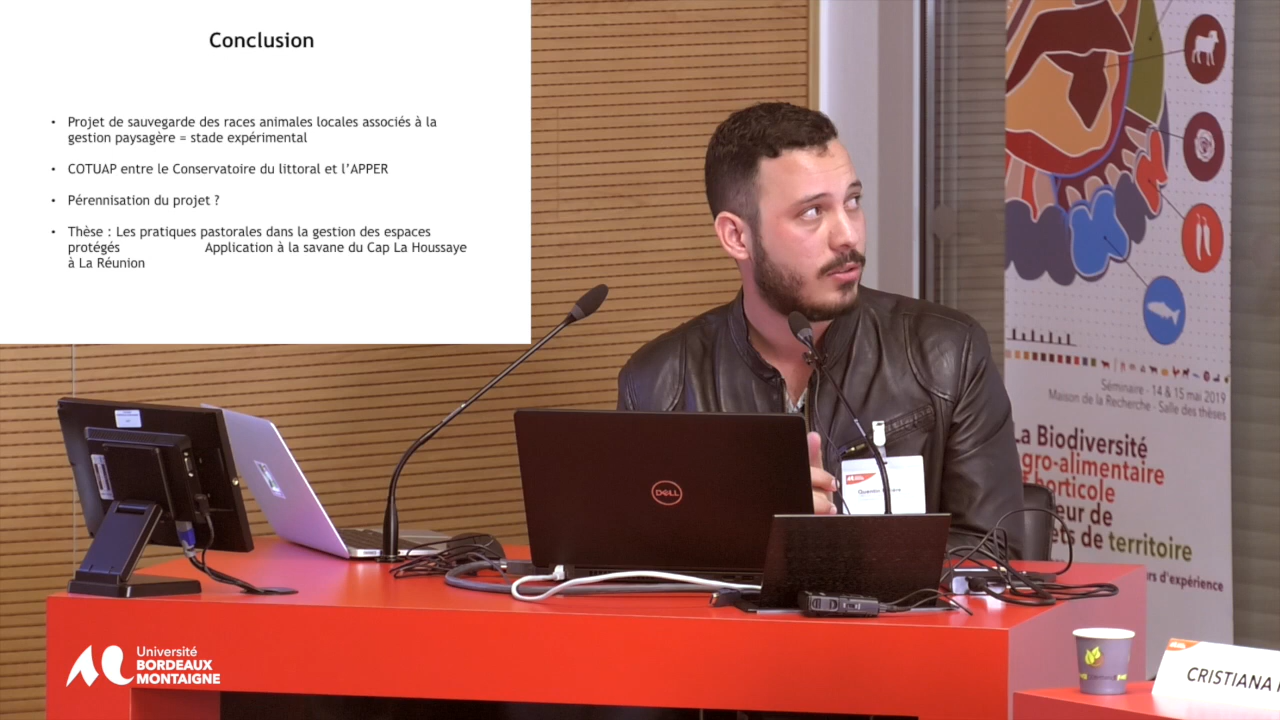 Conclusion
• Projet de sauvegarde des races animales locales associés à la
gestion paysagère = stade expérimental
• COTUAP entre le Conservatoire du littoral et l'APPER
• Pérennisation du projet ?
• Thèse : Les pratiques pastorales dans la gestion des espaces
protégés Application à la savane du Cap La Houssaye
à La Réunion
Séminaire · 14 & 15 mai 2019
Maison de la Recherche · Salle des thèses
La Biodiversité
gro-alimentaire
horticole
eur de
ets de territoire
rs d'expérience
DELL
Quentin
Université
BORDEAUX
MONTAIGNE
CRISTIANA